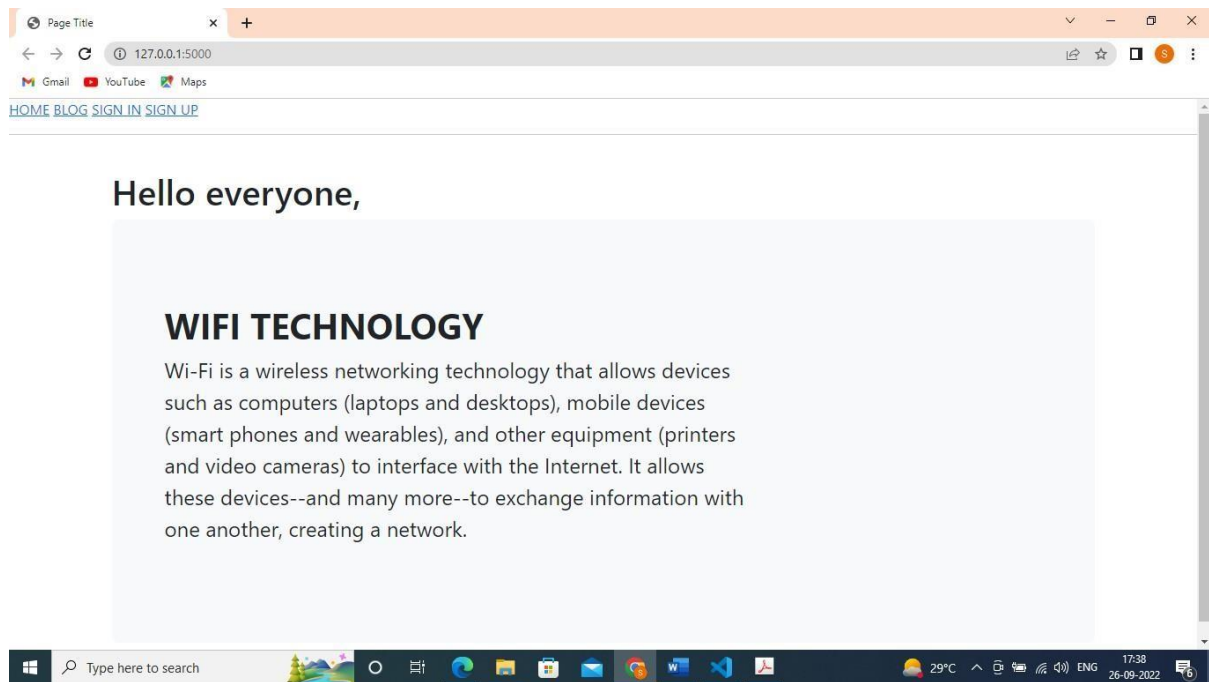 Page Title
127.0.0.1:5000
Gmail YouTube Maps
S
HOME BLOG SIGN IN SIGN UP
Hello everyone,
WIFI TECHNOLOGY
Wi-Fi is a wireless networking technology that allows devices
such as computers (laptops and desktops), mobile devices
(smart phones and wearables), and other equipment (printers
and video cameras) to interface with the Internet. It allows
these devices--and many more--to exchange information with
one another, creating a network.
Type here to search
29°C ENG 17:38
26-09-2022
6